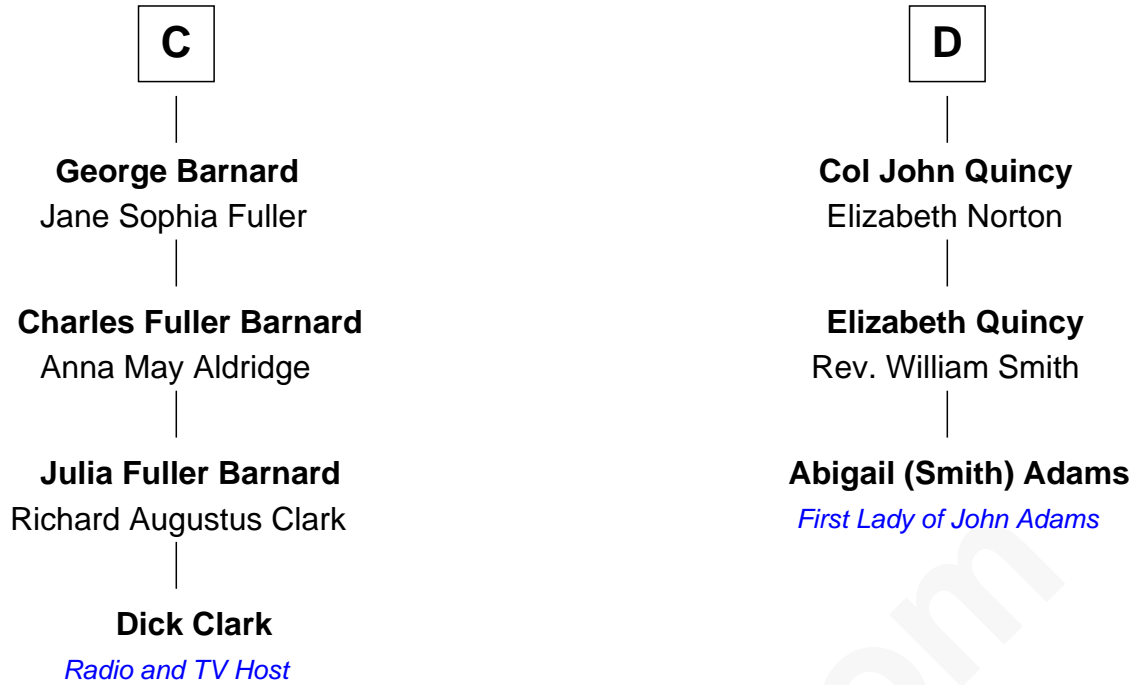 C
George Barnard
Jane Sophia Fuller
Charles Fuller Barnard
Anna May Aldridge
Julia Fuller Barnard
Richard Augustus Clark
Dick Clark
Radio and TV Host
D
Col John Quincy
Elizabeth Norton
Elizabeth Quincy
Rev. William Smith
Abigail (Smith) Adams
First Lady of John Adams
om